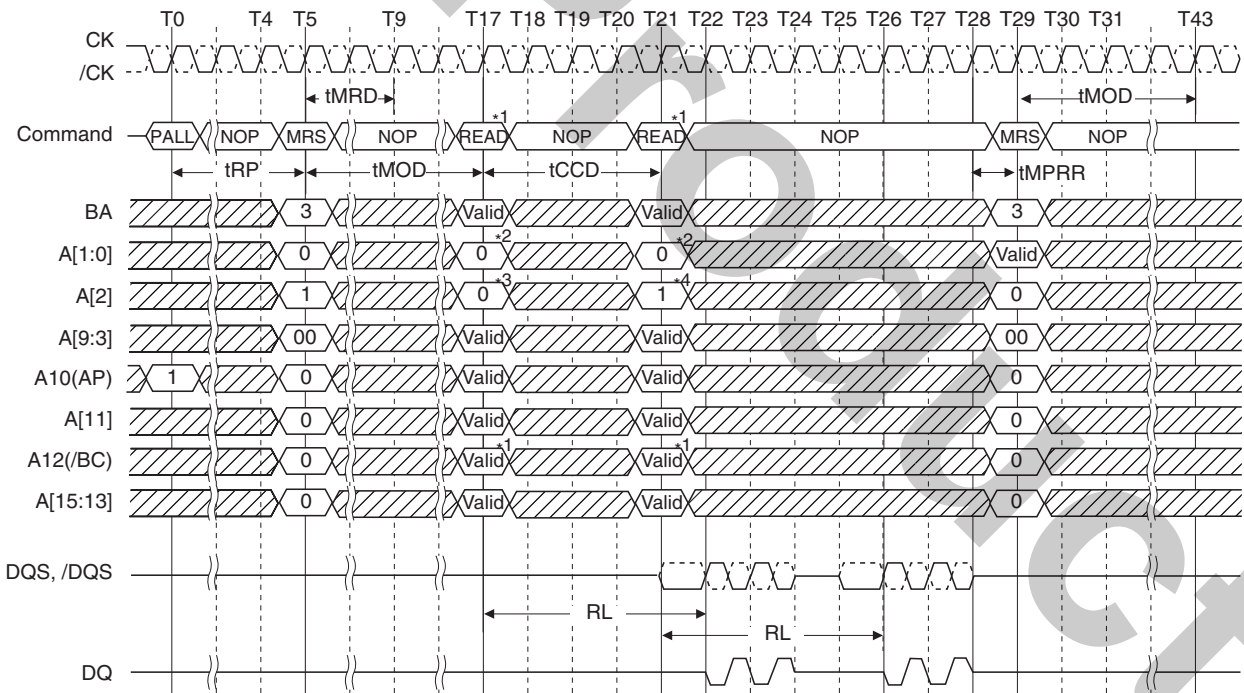 T0 T4 T5 T9 T17 T18 T19 T20 T21 T22 T23 T24 T25 T26 T27 T28 T29 T30 T31 T43
CK
/CK
tMRD tMOD
Command PALL NOP MRS NOP READ*1 NOP READ*1 NOP MRS NOP
tRP tMOD tCCD tMPRR
BA 3 Valid Valid 3
A[1:0] 0 0*2 0*2 Valid
A[2] 1 0*3 1*4 0
A[9:3] 00 Valid Valid 00
A10(AP) 1 0 Valid Valid 0
A[11] 0 Valid Valid 0
A12(/BC) 0 Valid*1 Valid*1 0
A[15:13] 0 Valid Valid 0
DQS, /DQS
RL
RL
DQ
roduct